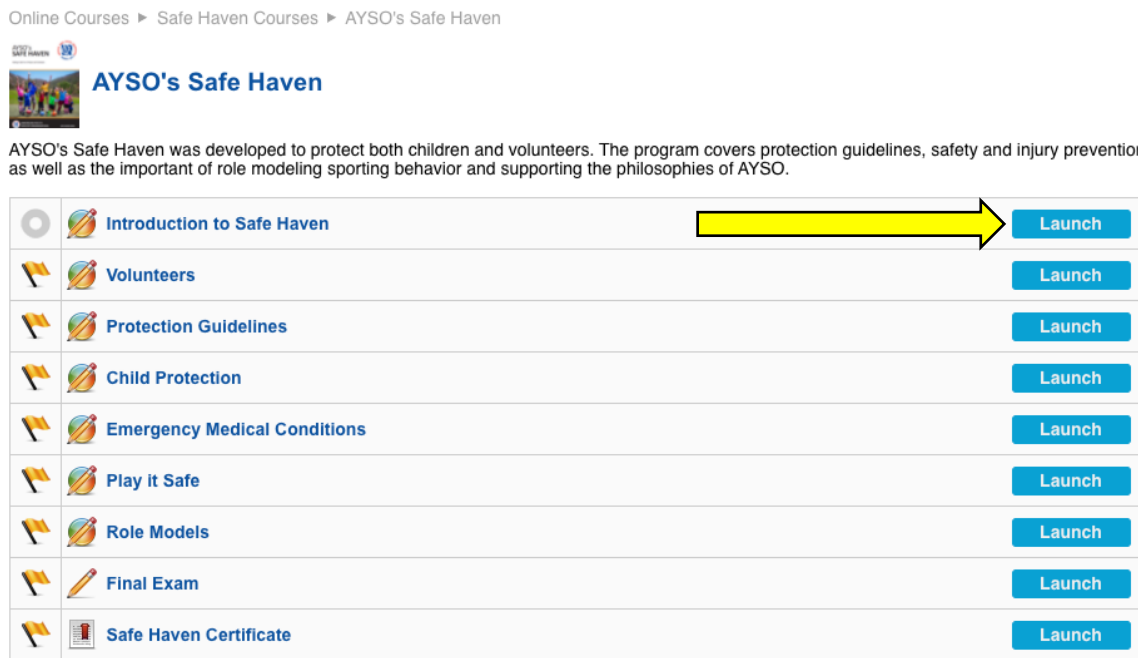 Online Courses ► Safe Haven Courses ► AYSO's Safe Haven
AYSO's
SAFE HAVEN
AYSO's Safe Haven
AYSO's Safe Haven was developed to protect both children and volunteers. The program covers protection guidelines, safety and injury prevention
as well as the important of role modeling sporting behavior and supporting the philosophies of AYSO.
Introduction to Safe Haven Launch
Volunteers Launch
Protection Guidelines Launch
Child Protection Launch
Emergency Medical Conditions Launch
Play it Safe Launch
Role Models Launch
Final Exam Launch
Safe Haven Certificate Launch